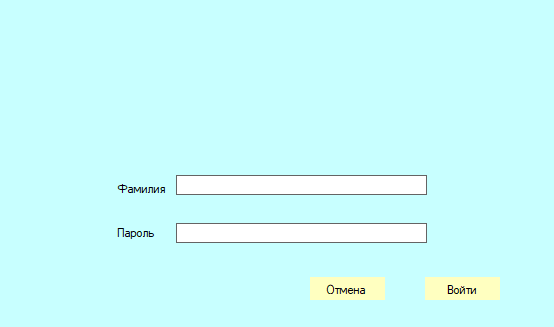 Фамилия
Пароль
Отмена Войти